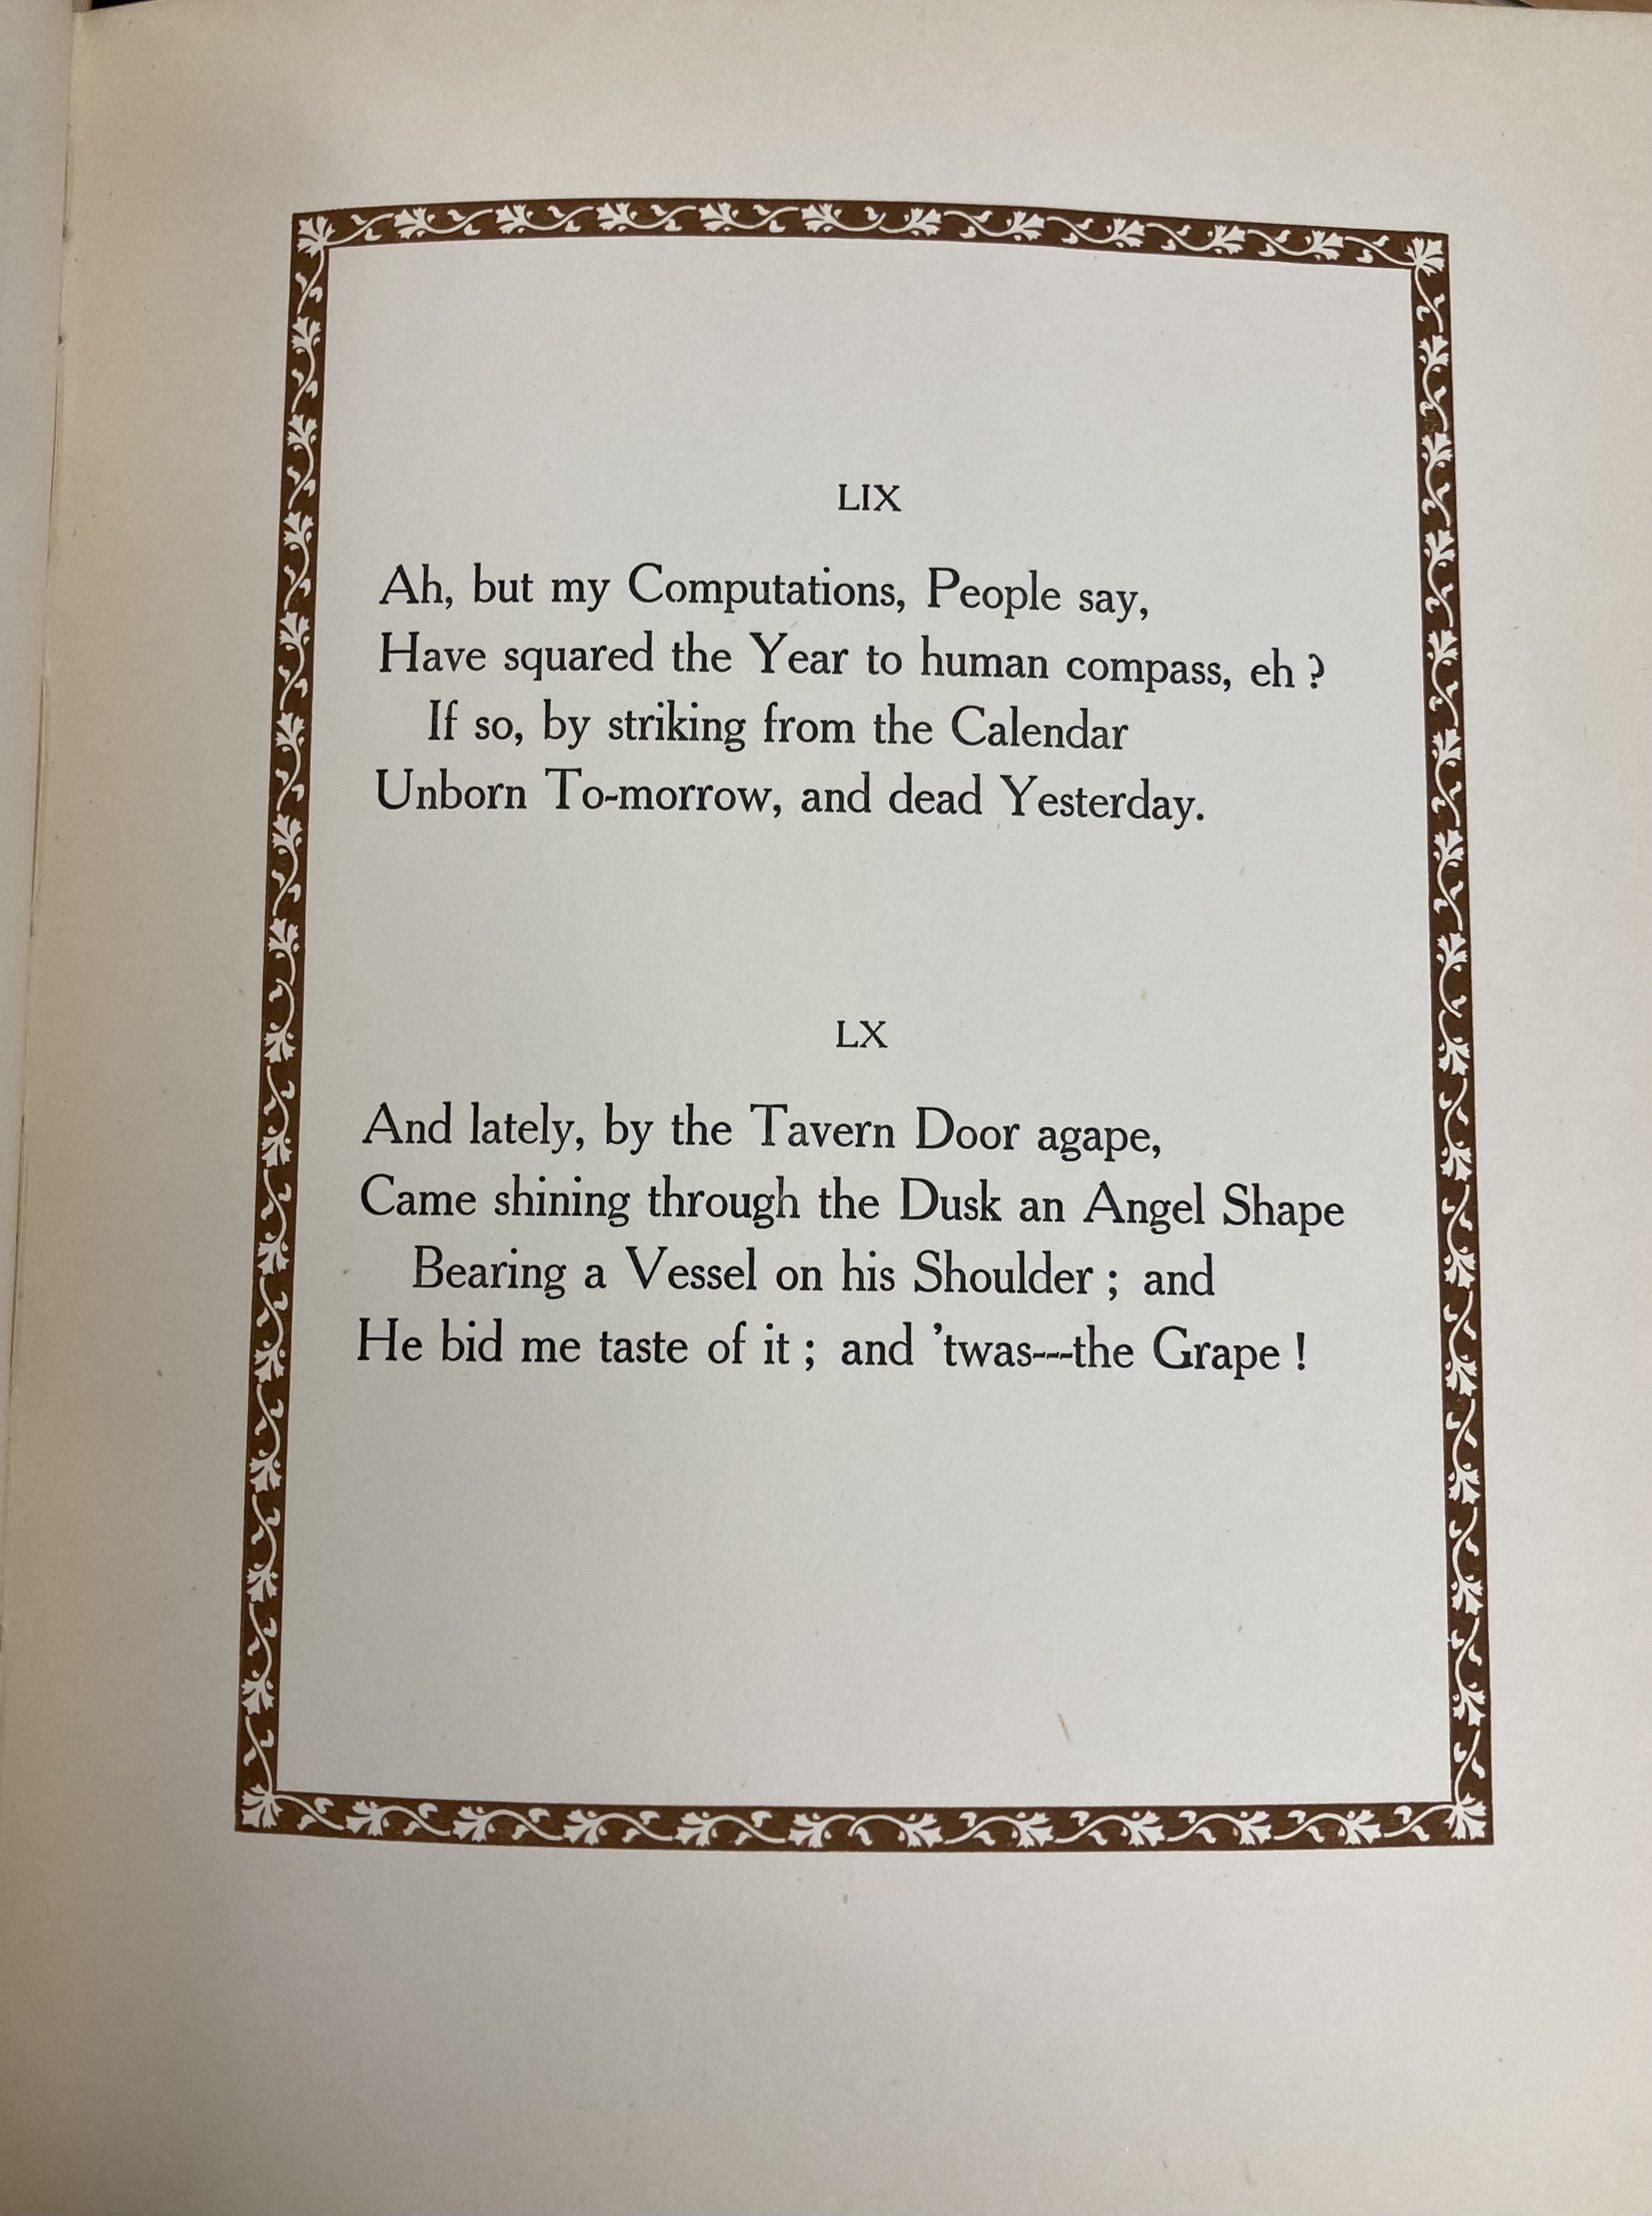 LIX
Ah, but my Computations, People say,
Have squared the Year to human compass, eh ?
If so, by striking from the Calendar
Unborn To-morrow, and dead Yesterday.
LX
And lately, by the Tavern Door agape,
Came shining through the Dusk an Angel Shape
Bearing a Vessel on his Shoulder ; and
He bid me taste of it ; and ’twas---the Grape !